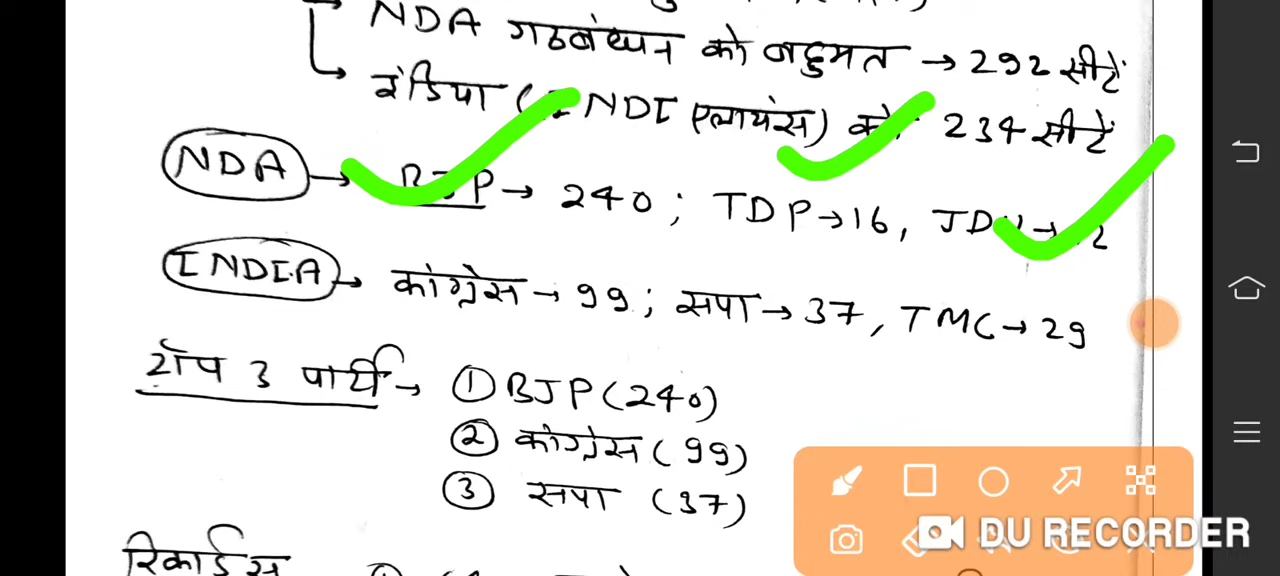 NDA गठबंधन को बहुमत → 292 सीटें
इंडिया (INDI एलायंस) को 234 सीटें
NDA → BJP → 240 ; TDP → 16, JDU → 12
INDIA → कांग्रेस → 99 ; सपा → 37, TMC → 29
टॉप 3 पार्टी → ① BJP (240)
② कांग्रेस (99)
③ सपा (37)
रिकार्डस
DU RECORDER